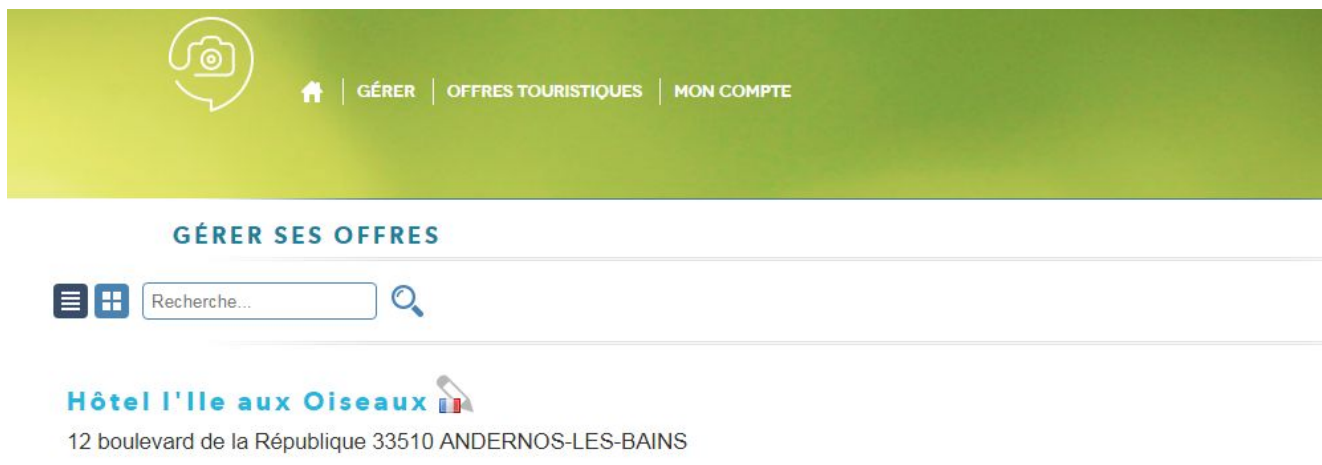 GÉRER | OFFRES TOURISTIQUES | MON COMPTE
GÉRER SES OFFRES
Recherche...
Hôtel l'Ile aux Oiseaux
12 boulevard de la République 33510 ANDERNOS-LES-BAINS